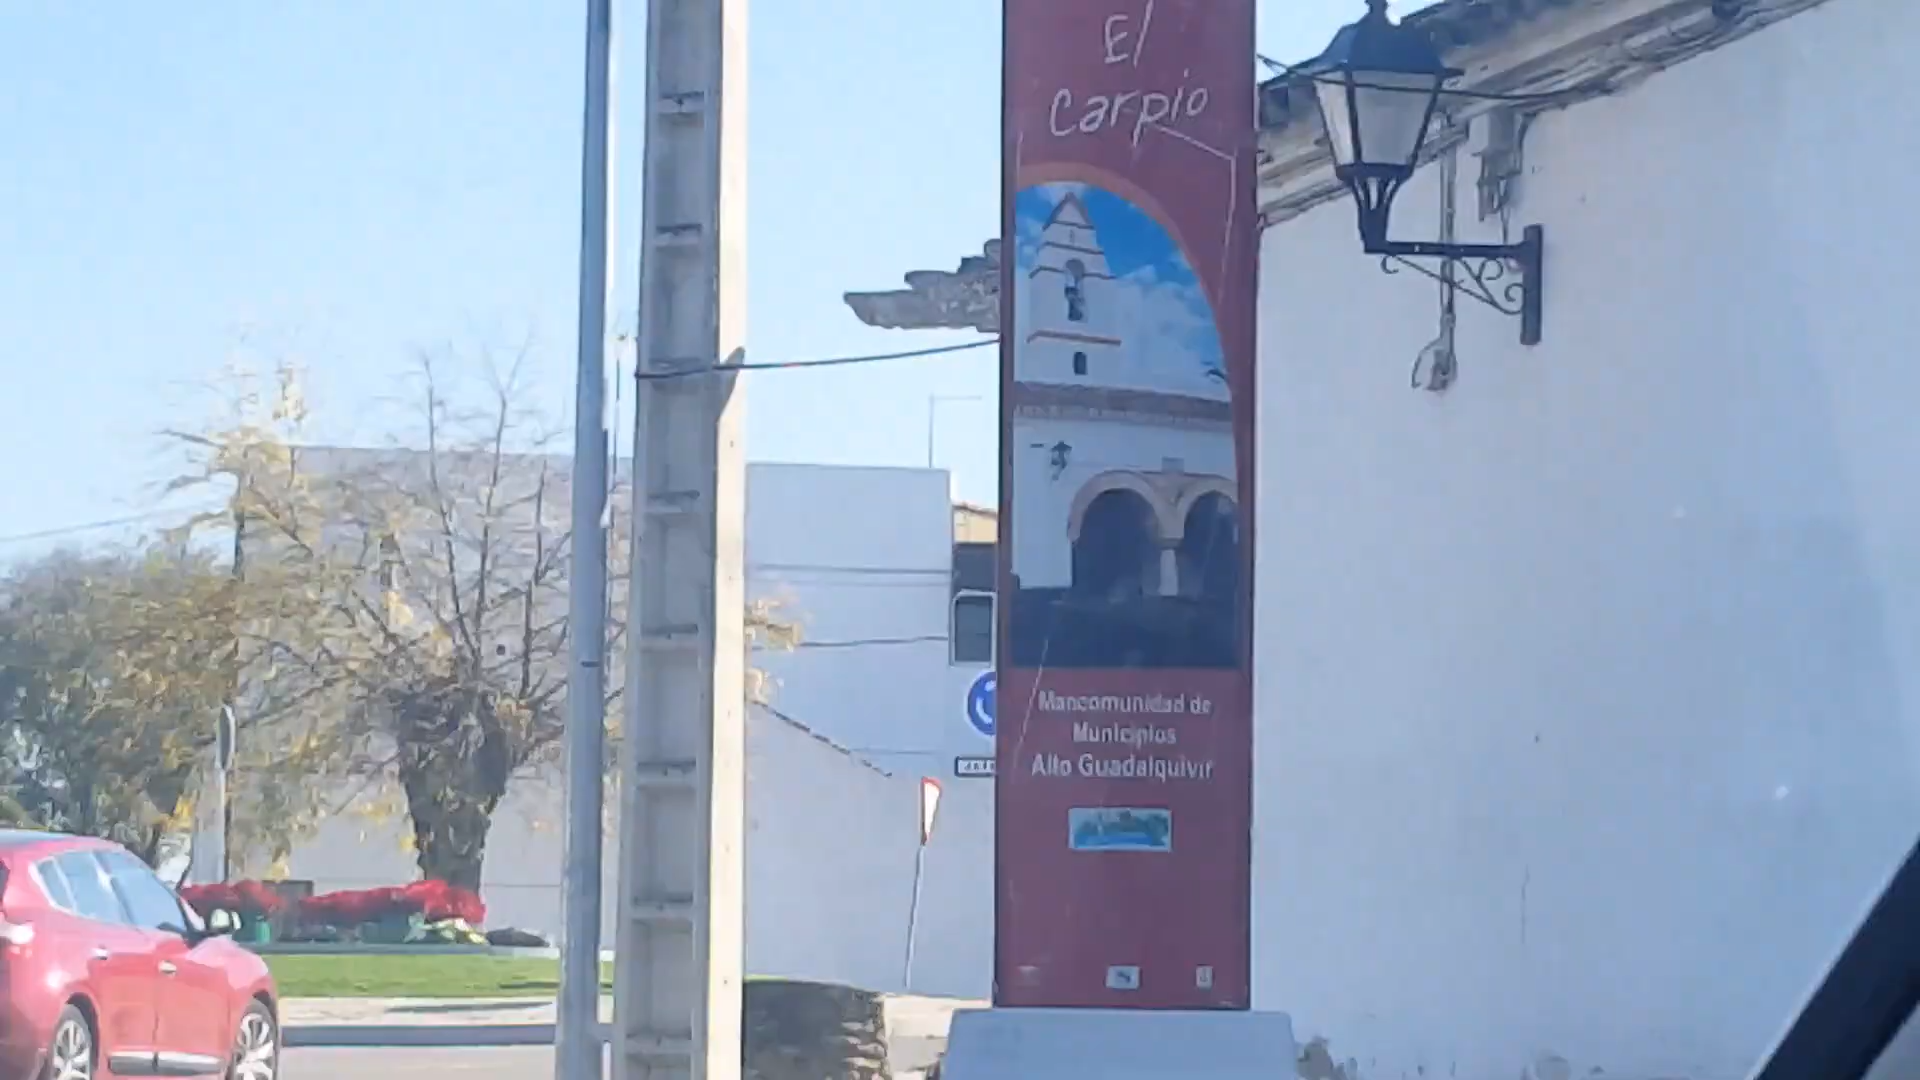 El
Carpio
Mancomunidad de
Municipios
Alto Guadalquivir